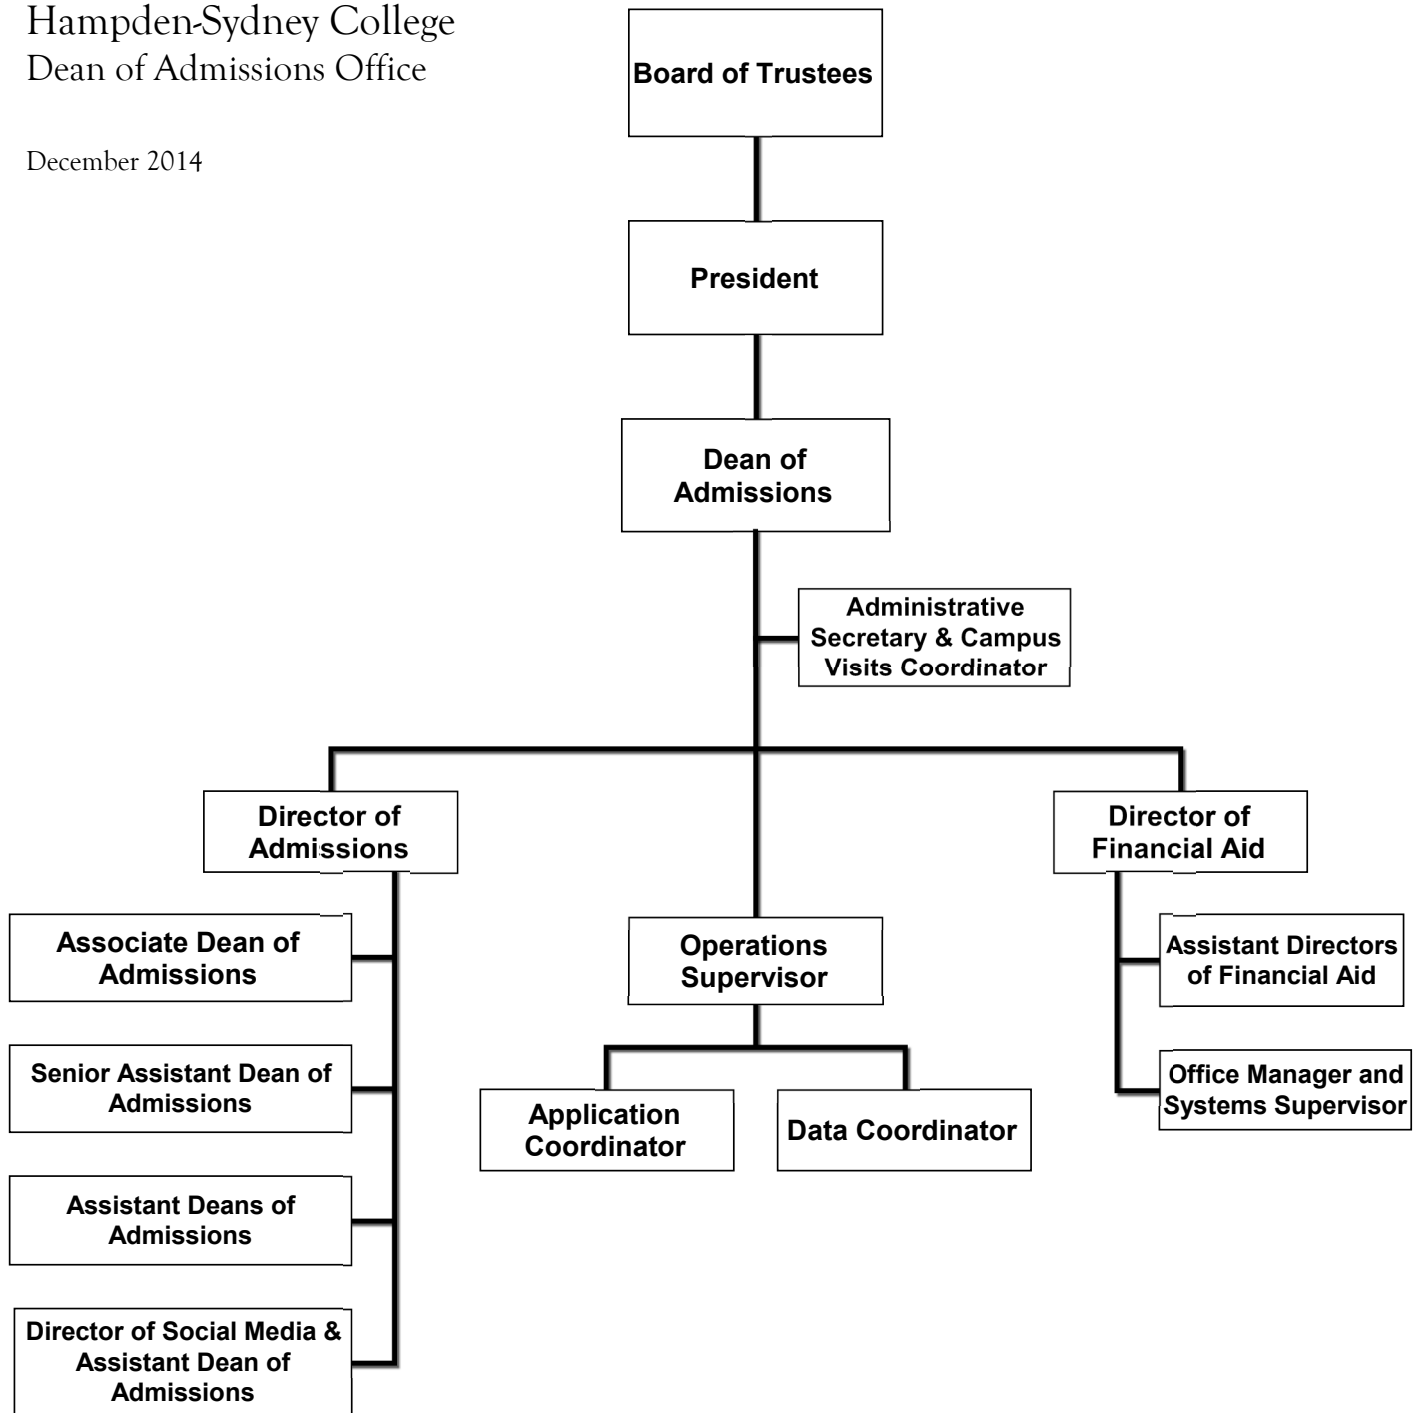 Hampden-Sydney College
Dean of Admissions Office
December 2014
Board of Trustees
President
Dean of
Admissions
Administrative
Secretary & Campus
Visits Coordinator
Director of
Admissions
Director of
Financial Aid
Associate Dean of
Admissions
Operations
Supervisor
Assistant Directors
of Financial Aid
Senior Assistant Dean of
Admissions
Application
Coordinator
Data Coordinator
Office Manager and
Systems Supervisor
Assistant Deans of
Admissions
Director of Social Media &
Assistant Dean of
Admissions